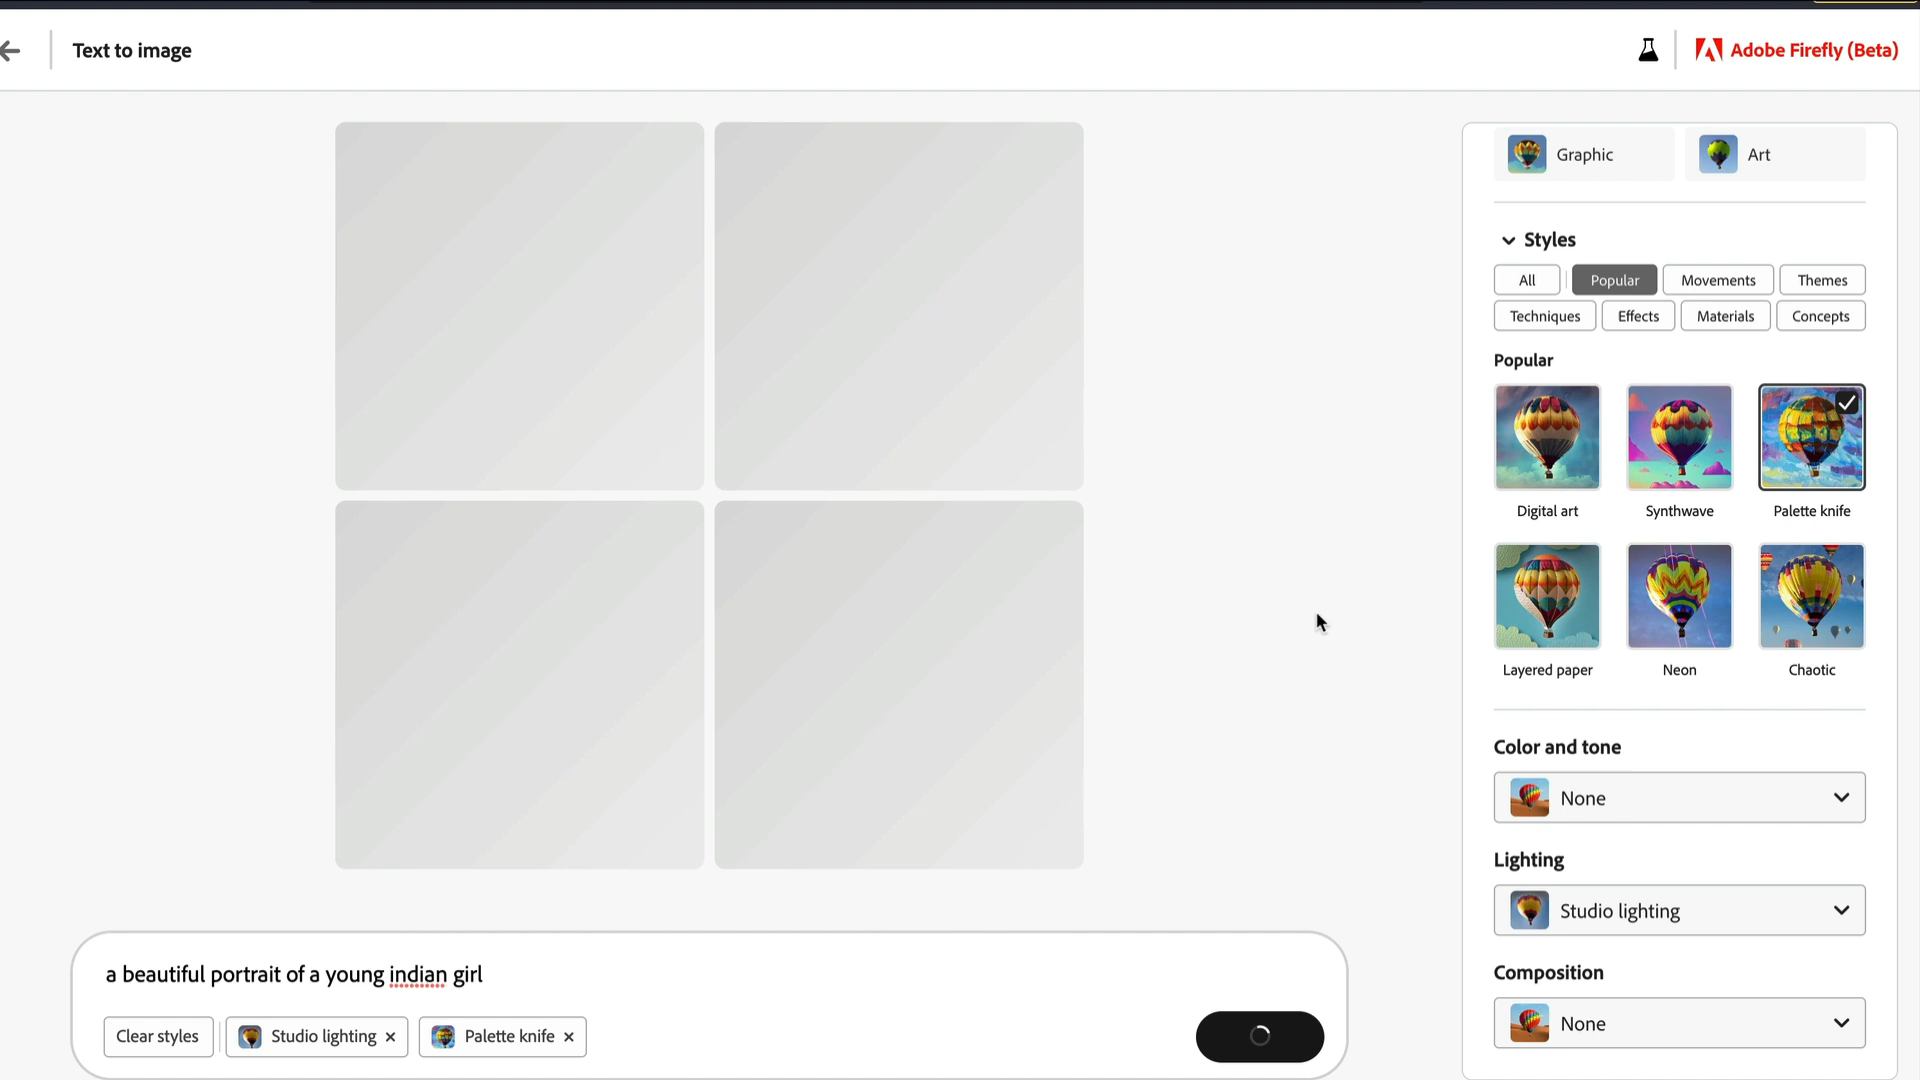 Text to image
Adobe Firefly (Beta)
Graphic
Art
Styles
All
Popular
Movements
Themes
Techniques
Effects
Materials
Concepts
Popular
Digital art
Synthwave
Palette knife
Layered paper
Neon
Chaotic
Color and tone
None
Lighting
Studio lighting
Composition
None
a beautiful portrait of a young indian girl
Clear styles
Studio lighting
Palette knife